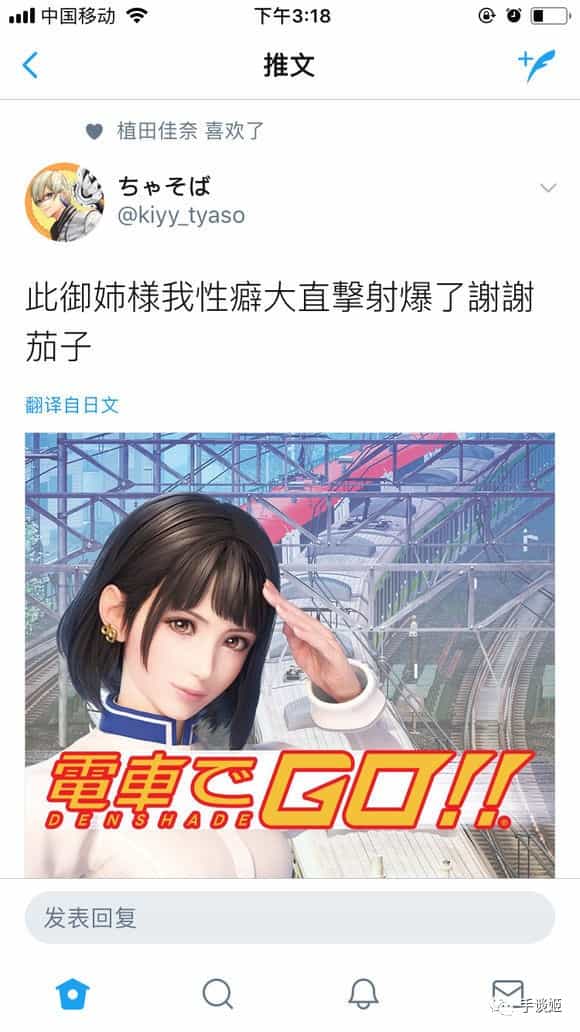 中国移动
下午3:18
推文
植田佳奈 喜欢了
ちゃそば
@kiyy_tyaso
此御姉様我性癖大直撃射爆了謝謝
茄子
翻译自日文
電車でGO!!
DENSHADE
发表回复
手谈姬